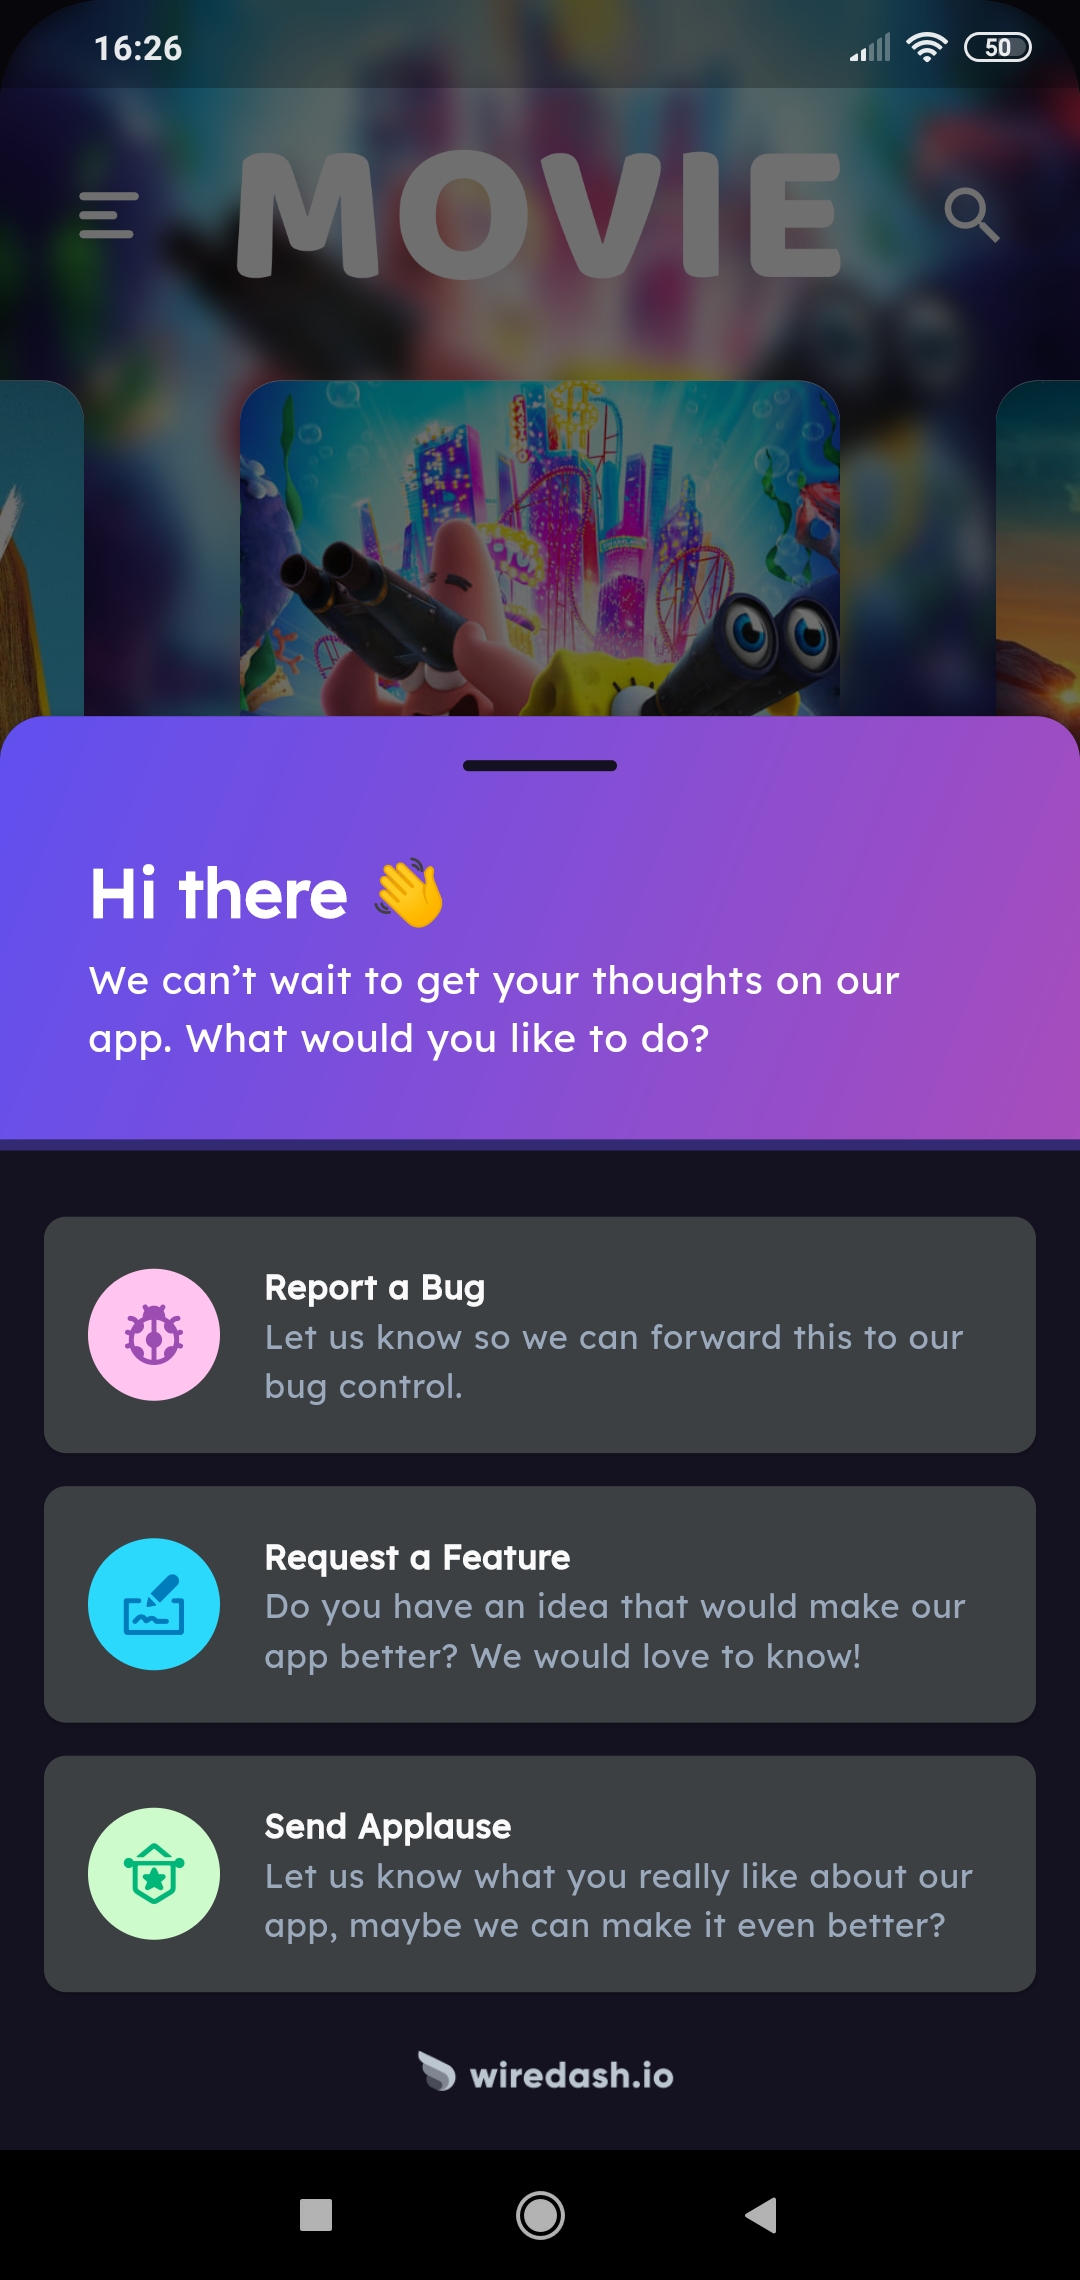 16:26
50
MOVIE
Hi there 👋
We can’t wait to get your thoughts on our
app. What would you like to do?
Report a Bug
Let us know so we can forward this to our
bug control.
Request a Feature
Do you have an idea that would make our
app better? We would love to know!
Send Applause
Let us know what you really like about our
app, maybe we can make it even better?
wiredash.io